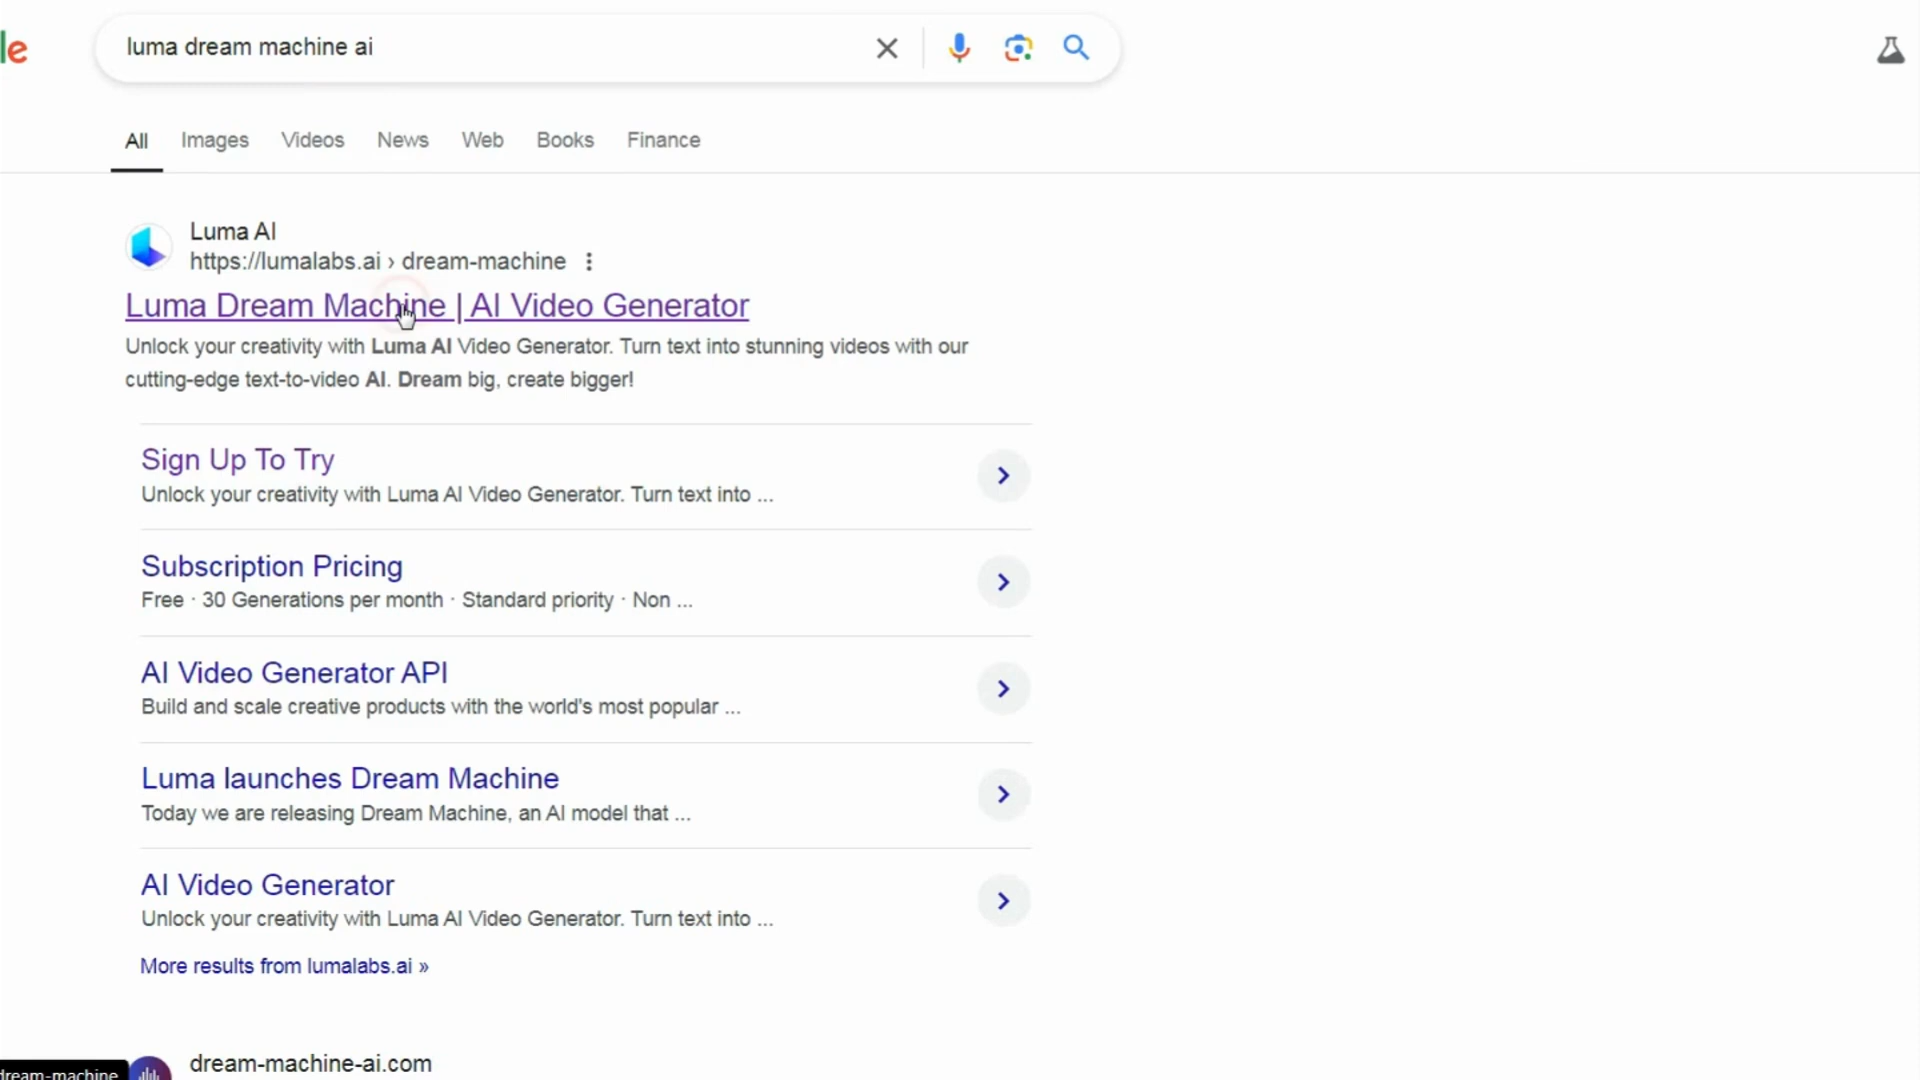 le
luma dream machine ai
All Images Videos News Web Books Finance
Luma AI
https://lumalabs.ai › dream-machine
Luma Dream Machine | AI Video Generator
Unlock your creativity with Luma AI Video Generator. Turn text into stunning videos with our
cutting-edge text-to-video AI. Dream big, create bigger!
Sign Up To Try
Unlock your creativity with Luma AI Video Generator. Turn text into ...
Subscription Pricing
Free · 30 Generations per month · Standard priority · Non ...
AI Video Generator API
Build and scale creative products with the world's most popular ...
Luma launches Dream Machine
Today we are releasing Dream Machine, an AI model that ...
AI Video Generator
Unlock your creativity with Luma AI Video Generator. Turn text into ...
More results from lumalabs.ai »
dream-machine-ai.com
dream-machine